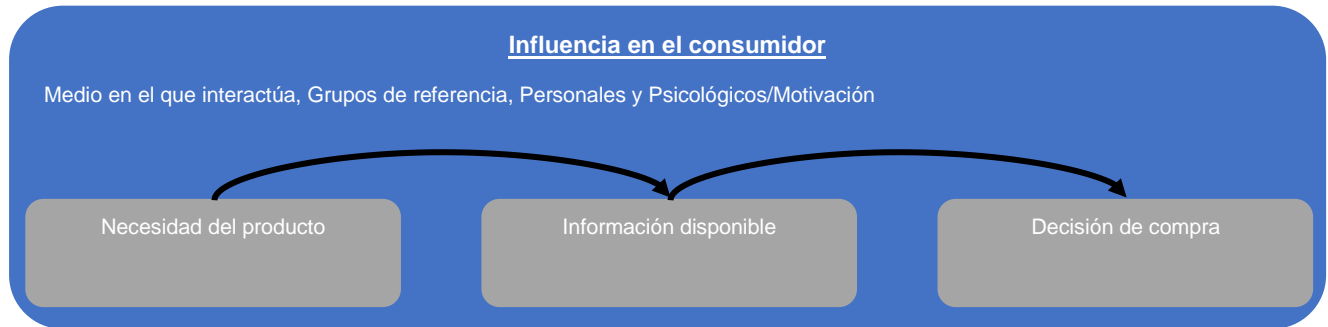 Influencia en el consumidor
Medio en el que interactúa, Grupos de referencia, Personales y Psicológicos/Motivación
Necesidad del producto
Información disponible
Decisión de compra